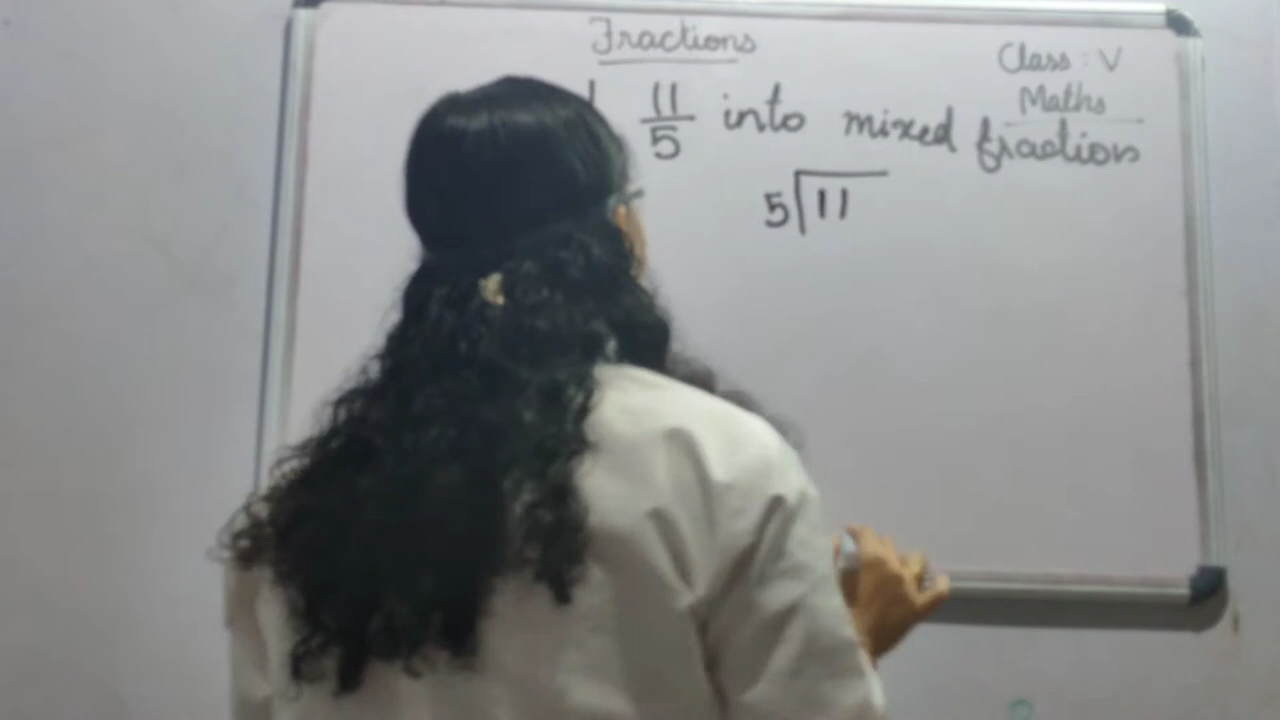 Fractions
Class : V
Maths
11/5 into mixed fraction
5 11